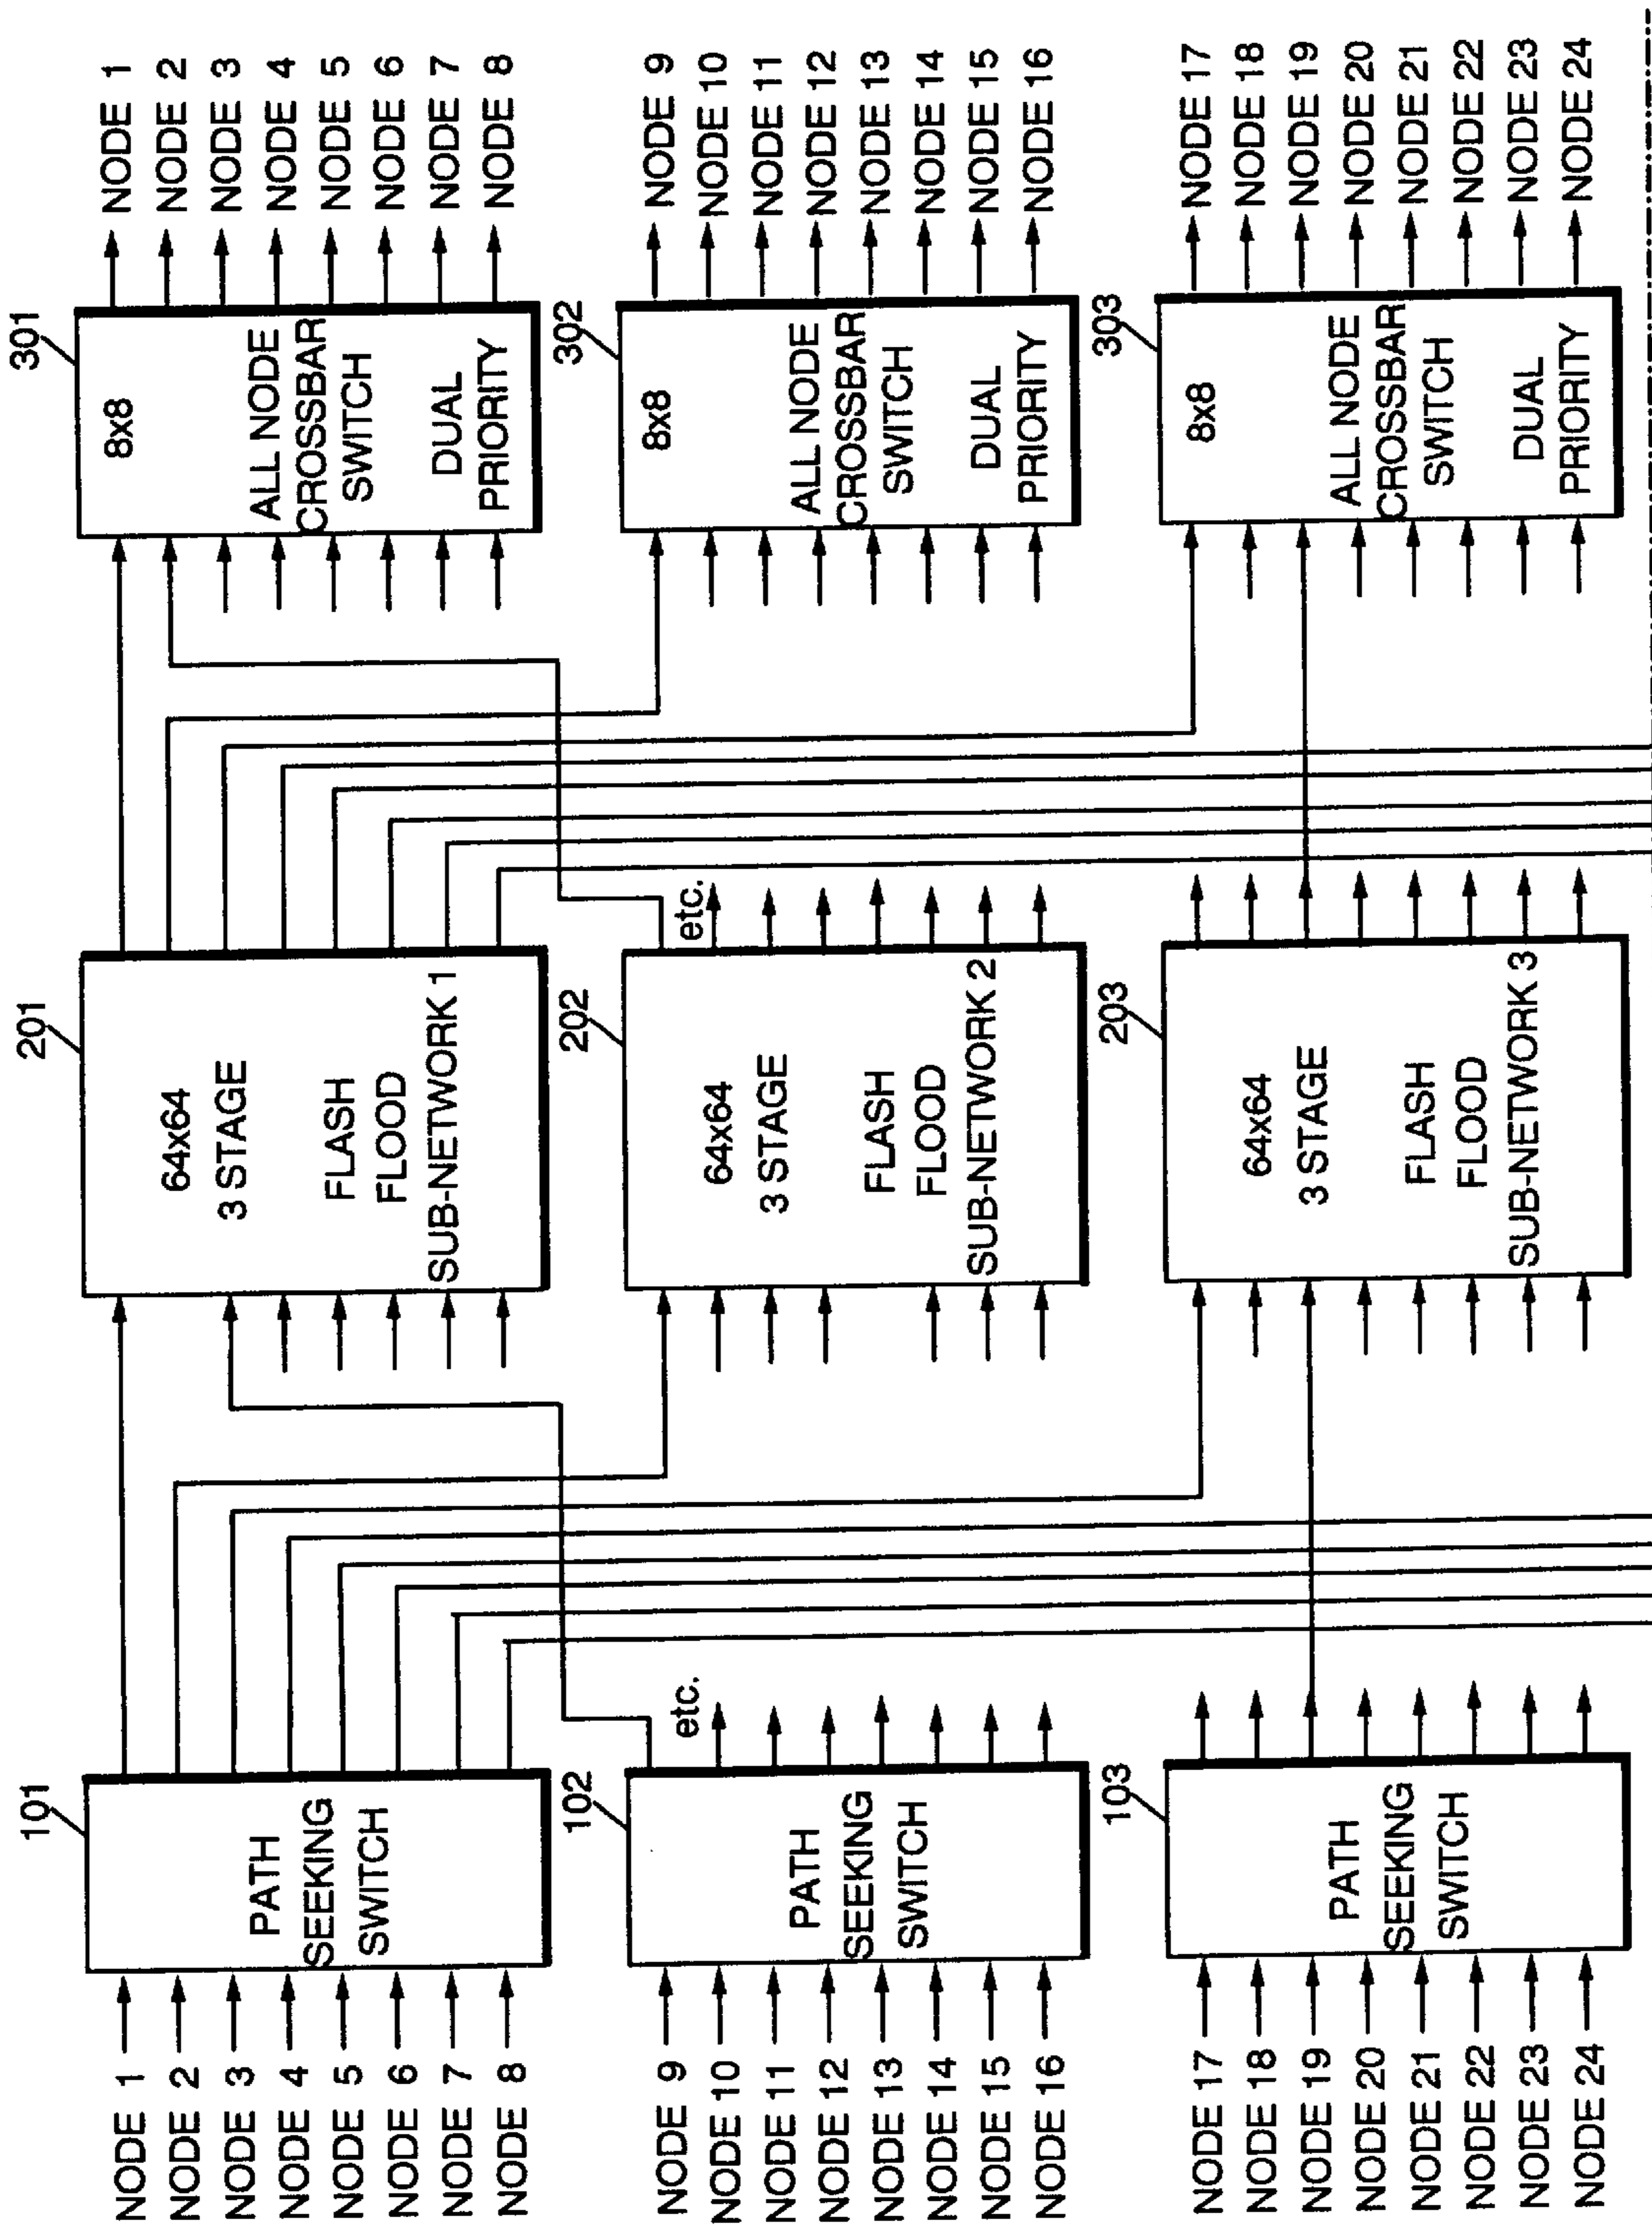 NODE 1
NODE 2
NODE 3
NODE 4
NODE 5
NODE 6
NODE 7
NODE 8
101
PATH
SEEKING
SWITCH
201
64x64
3 STAGE
FLASH
FLOOD
SUB-NETWORK 1
301
8x8
ALL NODE
CROSSBAR
SWITCH
DUAL
PRIORITY
NODE 1
NODE 2
NODE 3
NODE 4
NODE 5
NODE 6
NODE 7
NODE 8
NODE 9
NODE 10
NODE 11
NODE 12
NODE 13
NODE 14
NODE 15
NODE 16
102
PATH
SEEKING
SWITCH
etc.
202
64x64
3 STAGE
FLASH
FLOOD
SUB-NETWORK 2
etc.
302
8x8
ALL NODE
CROSSBAR
SWITCH
DUAL
PRIORITY
NODE 9
NODE 10
NODE 11
NODE 12
NODE 13
NODE 14
NODE 15
NODE 16
NODE 17
NODE 18
NODE 19
NODE 20
NODE 21
NODE 22
NODE 23
NODE 24
103
PATH
SEEKING
SWITCH
203
64x64
3 STAGE
FLASH
FLOOD
SUB-NETWORK 3
303
8x8
ALL NODE
CROSSBAR
SWITCH
DUAL
PRIORITY
NODE 17
NODE 18
NODE 19
NODE 20
NODE 21
NODE 22
NODE 23
NODE 24